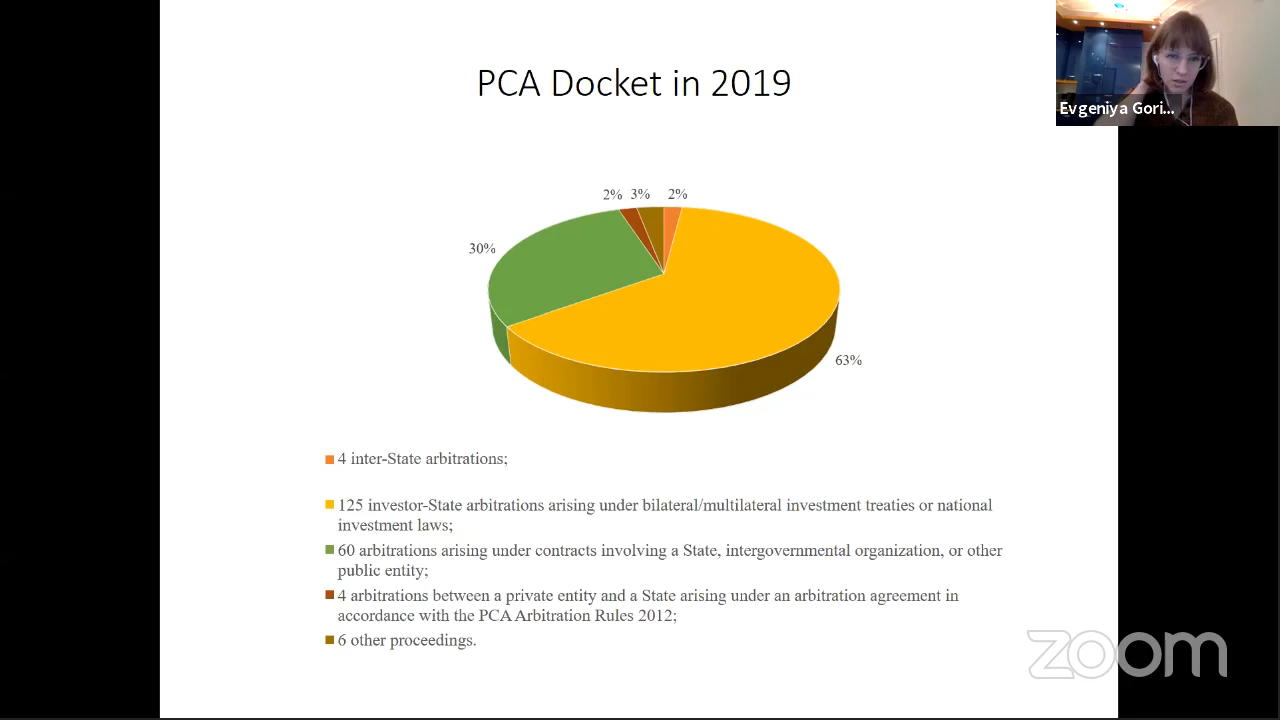 PCA Docket in 2019
Evgeniya Gori...
2% 3% 2%
30%
63%
4 inter-State arbitrations;
125 investor-State arbitrations arising under bilateral/multilateral investment treaties or national
investment laws;
60 arbitrations arising under contracts involving a State, intergovernmental organization, or other
public entity;
4 arbitrations between a private entity and a State arising under an arbitration agreement in
accordance with the PCA Arbitration Rules 2012;
6 other proceedings.
zoom